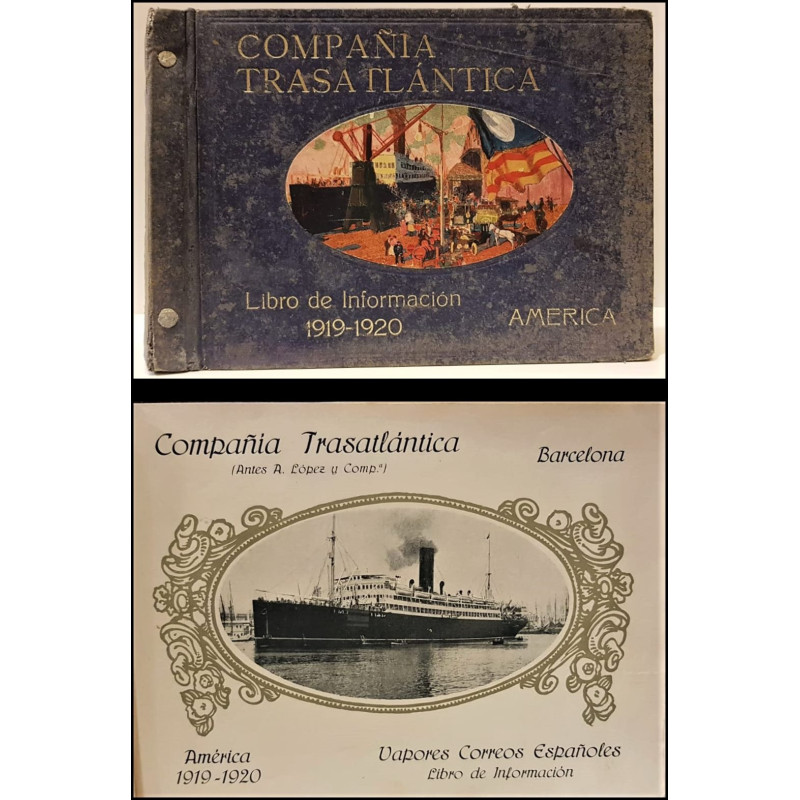 COMPAÑIA
TRASATLÁNTICA
Libro de Información
1919-1920
AMERICA
Compañia Trasatlántica
(Antes A. López y Comp.ª)
Barcelona
América
1919-1920
Vapores Correos Españoles
Libro de Información